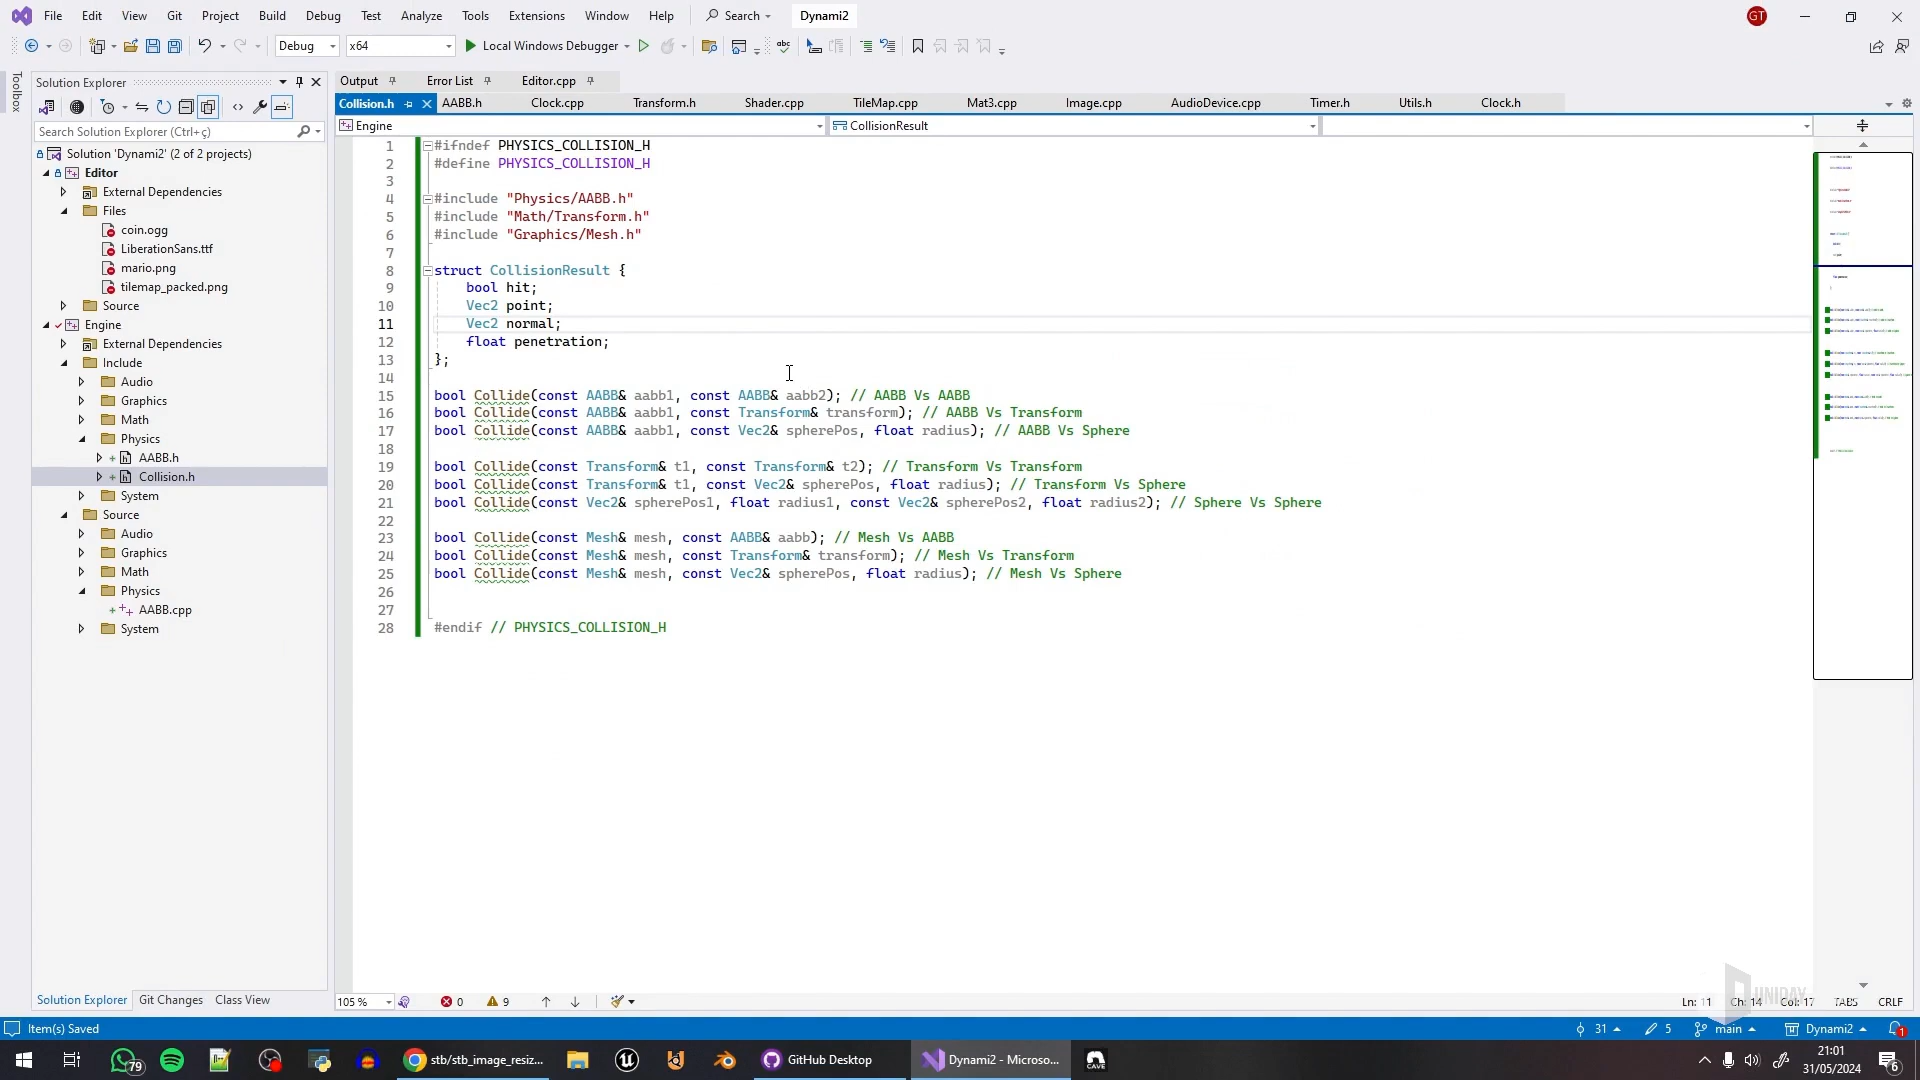 File Edit View Git Project Build Debug Test Analyze Tools Extensions Window Help Search Dynami2 GT
Debug x64 Local Windows Debugger
Toolbox
Solution Explorer
Search Solution Explorer (Ctrl+ç)
Solution 'Dynami2' (2 of 2 projects)
Editor
External Dependencies
Files
coin.ogg
LiberationSans.ttf
mario.png
tilemap_packed.png
Source
Engine
External Dependencies
Include
Audio
Graphics
Math
Physics
AABB.h
Collision.h
System
Source
Audio
Graphics
Math
Physics
AABB.cpp
System
Solution Explorer Git Changes Class View
Output Error List Editor.cpp
Collision.h AABB.h Clock.cpp Transform.h Shader.cpp TileMap.cpp Mat3.cpp Image.cpp AudioDevice.cpp Timer.h Utils.h Clock.h
Engine CollisionResult
1 #ifndef PHYSICS_COLLISION_H
2 #define PHYSICS_COLLISION_H
3
4 #include "Physics/AABB.h"
5 #include "Math/Transform.h"
6 #include "Graphics/Mesh.h"
7
8 struct CollisionResult {
9 bool hit;
10 Vec2 point;
11 Vec2 normal;
12 float penetration;
13 };
14
15 bool Collide(const AABB& aabb1, const AABB& aabb2); // AABB Vs AABB
16 bool Collide(const AABB& aabb1, const Transform& transform); // AABB Vs Transform
17 bool Collide(const AABB& aabb1, const Vec2& spherePos, float radius); // AABB Vs Sphere
18
19 bool Collide(const Transform& t1, const Transform& t2); // Transform Vs Transform
20 bool Collide(const Transform& t1, const Vec2& spherePos, float radius); // Transform Vs Sphere
21 bool Collide(const Vec2& spherePos1, float radius1, const Vec2& spherePos2, float radius2); // Sphere Vs Sphere
22
23 bool Collide(const Mesh& mesh, const AABB& aabb); // Mesh Vs AABB
24 bool Collide(const Mesh& mesh, const Transform& transform); // Mesh Vs Transform
25 bool Collide(const Mesh& mesh, const Vec2& spherePos, float radius); // Mesh Vs Sphere
26
27
28 #endif // PHYSICS_COLLISION_H
105 % 0 9 Ln: 11 Ch: 14 Col: 17 TABS CRLF
UNIDAY
Item(s) Saved 31 5 main Dynami2 1
79 stb/stb_image_resiz... GitHub Desktop Dynami2 - Microso... CAVE
21:01
31/05/2024
6